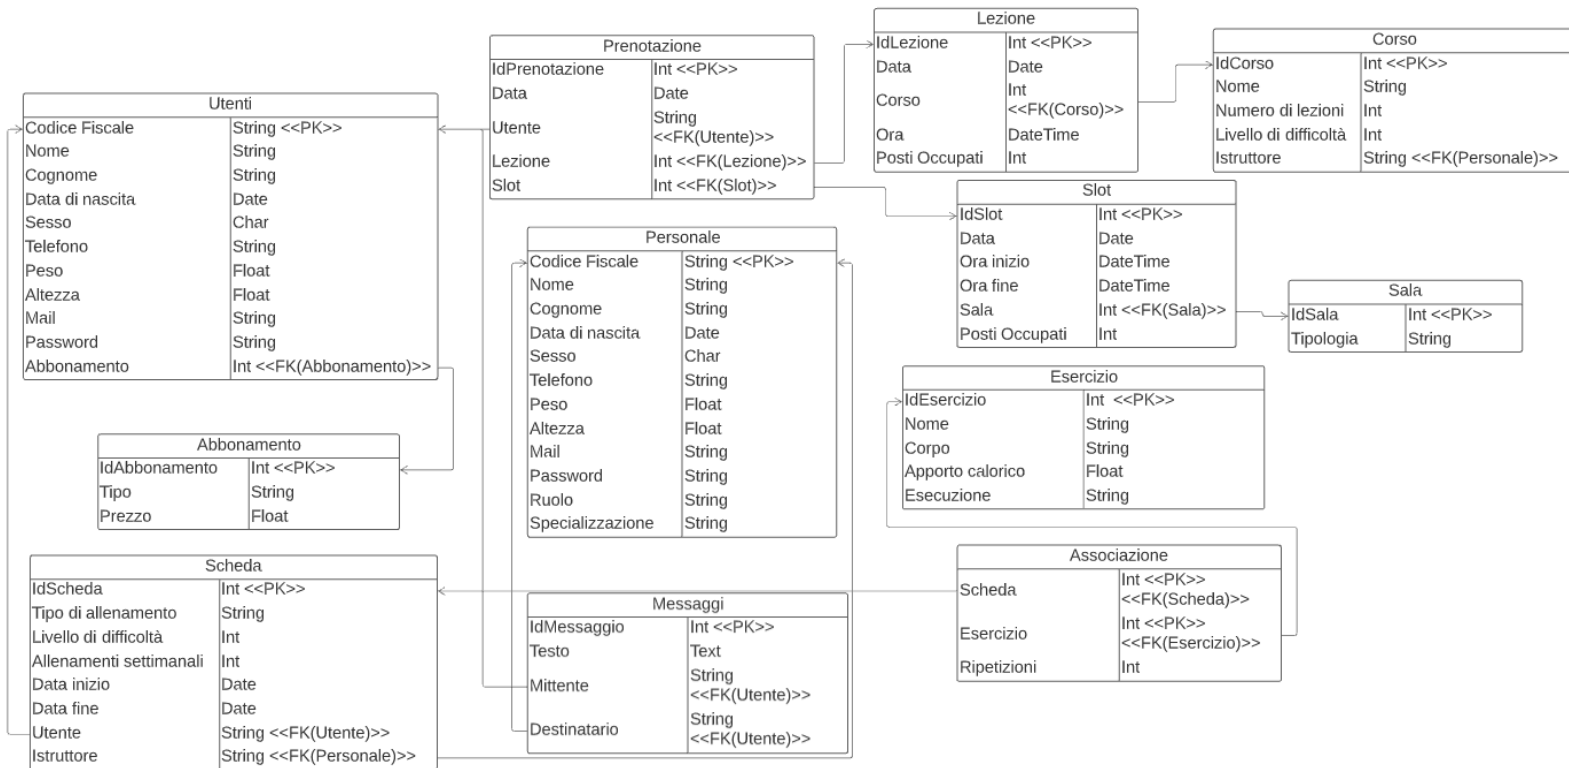 Utenti
Codice Fiscale String <<PK>>
Nome String
Cognome String
Data di nascita Date
Sesso Char
Telefono String
Peso Float
Altezza Float
Mail String
Password String
Abbonamento Int <<FK(Abbonamento)>>
Abbonamento
IdAbbonamento Int <<PK>>
Tipo String
Prezzo Float
Scheda
IdScheda Int <<PK>>
Tipo di allenamento String
Livello di difficoltà Int
Allenamenti settimanali Int
Data inizio Date
Data fine Date
Utente String <<FK(Utente)>>
Istruttore String <<FK(Personale)>>
Prenotazione
IdPrenotazione Int <<PK>>
Data Date
Utente String
<<FK(Utente)>>
Lezione Int <<FK(Lezione)>>
Slot Int <<FK(Slot)>>
Personale
Codice Fiscale String <<PK>>
Nome String
Cognome String
Data di nascita Date
Sesso Char
Telefono String
Peso Float
Altezza Float
Mail String
Password String
Ruolo String
Specializzazione String
Messaggi
IdMessaggio Int <<PK>>
Testo Text
Mittente String
<<FK(Utente)>>
Destinatario String
<<FK(Utente)>>
Lezione
IdLezione Int <<PK>>
Data Date
Corso Int
<<FK(Corso)>>
Ora DateTime
Posti Occupati Int
Corso
IdCorso Int <<PK>>
Nome String
Numero di lezioni Int
Livello di difficoltà Int
Istruttore String <<FK(Personale)>>
Slot
IdSlot Int <<PK>>
Data Date
Ora inizio DateTime
Ora fine DateTime
Sala Int <<FK(Sala)>>
Posti Occupati Int
Sala
IdSala Int <<PK>>
Tipologia String
Esercizio
IdEsercizio Int <<PK>>
Nome String
Corpo String
Apporto calorico Float
Esecuzione String
Associazione
Scheda Int <<PK>>
<<FK(Scheda)>>
Esercizio Int <<PK>>
<<FK(Esercizio)>>
Ripetizioni Int